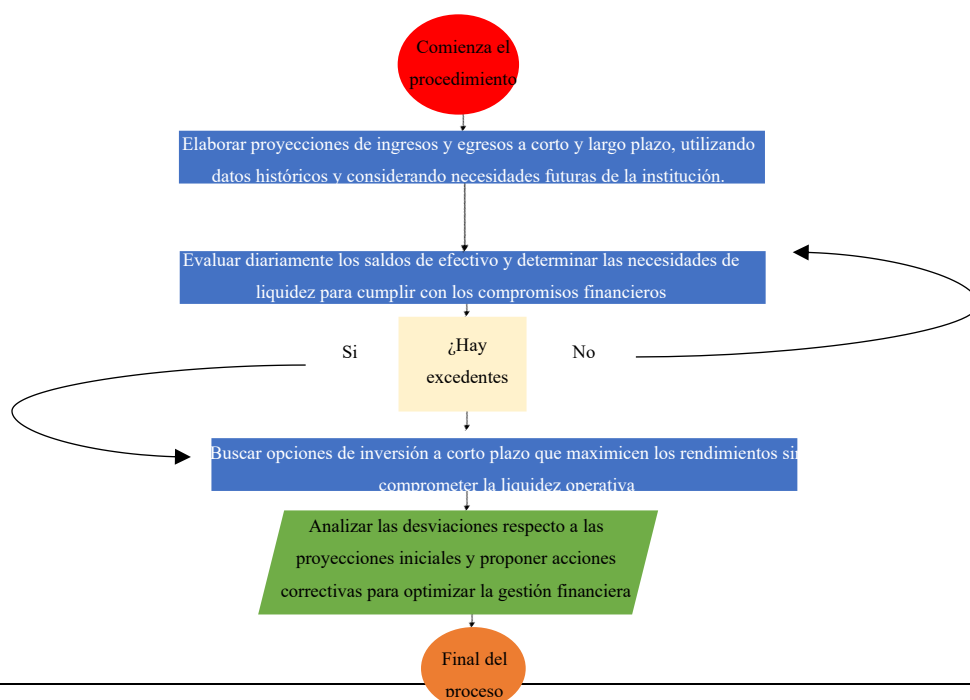 Comienza el
procedimiento
Elaborar proyecciones de ingresos y egresos a corto y largo plazo, utilizando
datos históricos y considerando necesidades futuras de la institución.
Evaluar diariamente los saldos de efectivo y determinar las necesidades de
liquidez para cumplir con los compromisos financieros
Si
¿Hay
excedentes
No
Buscar opciones de inversión a corto plazo que maximicen los rendimientos sin
comprometer la liquidez operativa
Analizar las desviaciones respecto a las
proyecciones iniciales y proponer acciones
correctivas para optimizar la gestión financiera
Final del
proceso